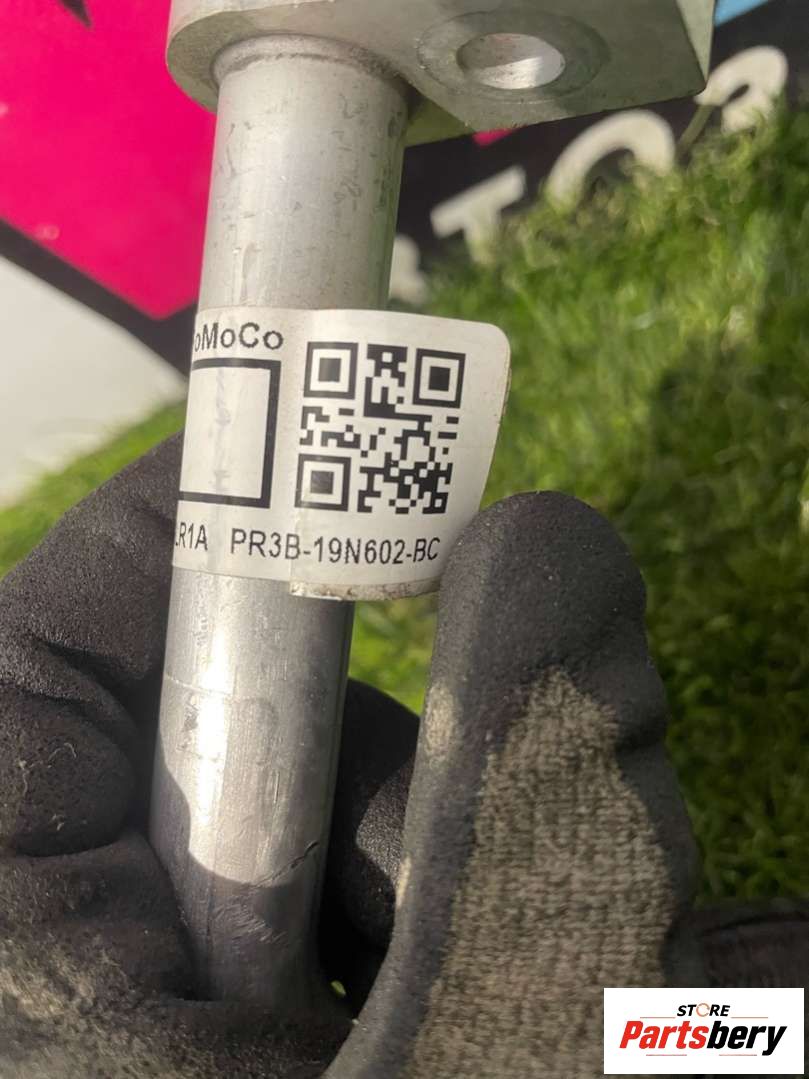 oMoCo
LR1A PR3B-19N602-BC
STORE
Partsbery